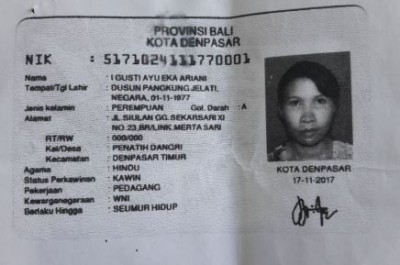 PROVINSI BALI
KOTA DENPASAR
NIK : 5171024111770001
Nama : I GUSTI AYU EKA ARIANI
Tempat/Tgl Lahir : DUSUN PANGKUNG JELATI,
NEGARA, 01-11-1977
Jenis kelamin : PEREMPUAN Gol. Darah : A
Alamat : JL.SIULAN GG.SEKARSARI XI
NO.23,BR/LINK.MERTA SARI
RT/RW : 000/000
Kel/Desa : PENATIH DANGRI
Kecamatan : DENPASAR TIMUR
Agama : HINDU
Status Perkawinan : KAWIN
Pekerjaan : PEDAGANG
Kewarganegaraan : WNI
Berlaku Hingga : SEUMUR HIDUP
KOTA DENPASAR
17-11-2017